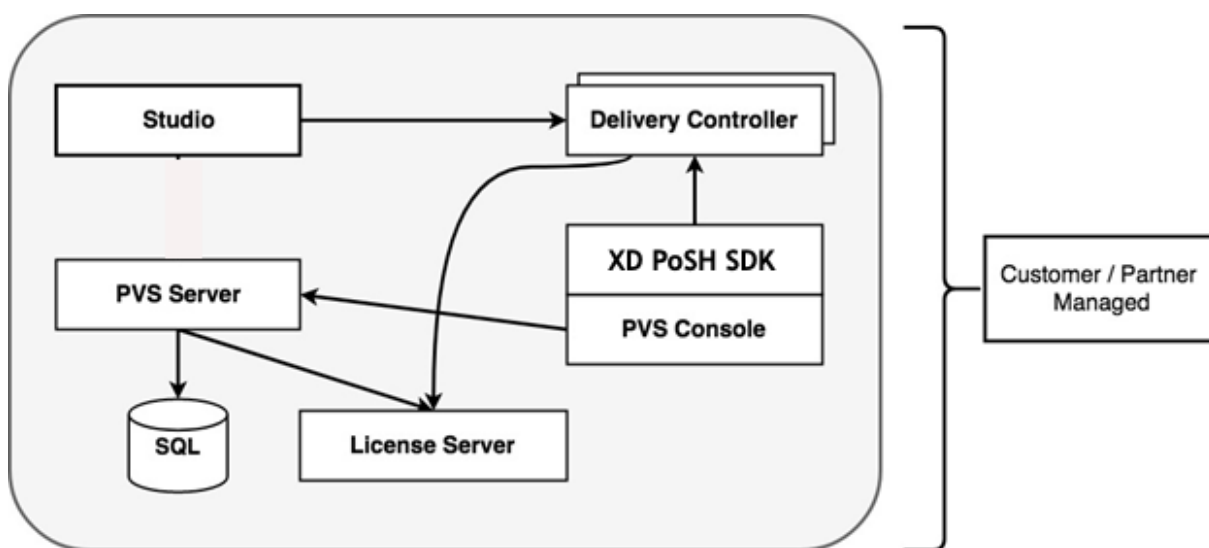 Studio
Delivery Controller
XD PoSH SDK
PVS Server
PVS Console
Customer / Partner
Managed
SQL
License Server